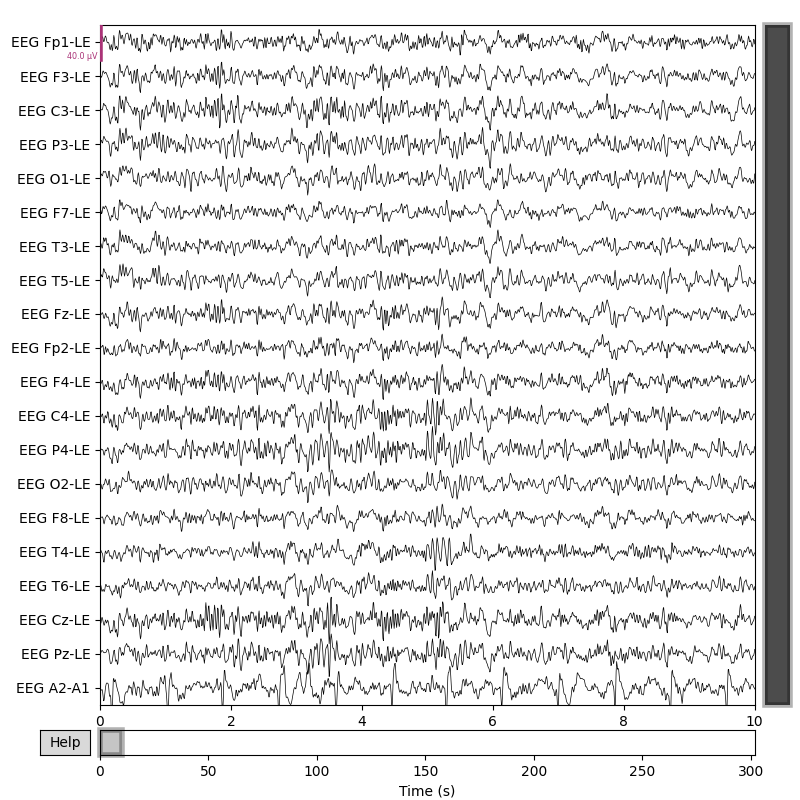 EEG Fp1-LE
40.0 µV
EEG F3-LE
EEG C3-LE
EEG P3-LE
EEG O1-LE
EEG F7-LE
EEG T3-LE
EEG T5-LE
EEG Fz-LE
EEG Fp2-LE
EEG F4-LE
EEG C4-LE
EEG P4-LE
EEG O2-LE
EEG F8-LE
EEG T4-LE
EEG T6-LE
EEG Cz-LE
EEG Pz-LE
EEG A2-A1
0 2 4 6 8 10
Help
0 50 100 150 200 250 300
Time (s)